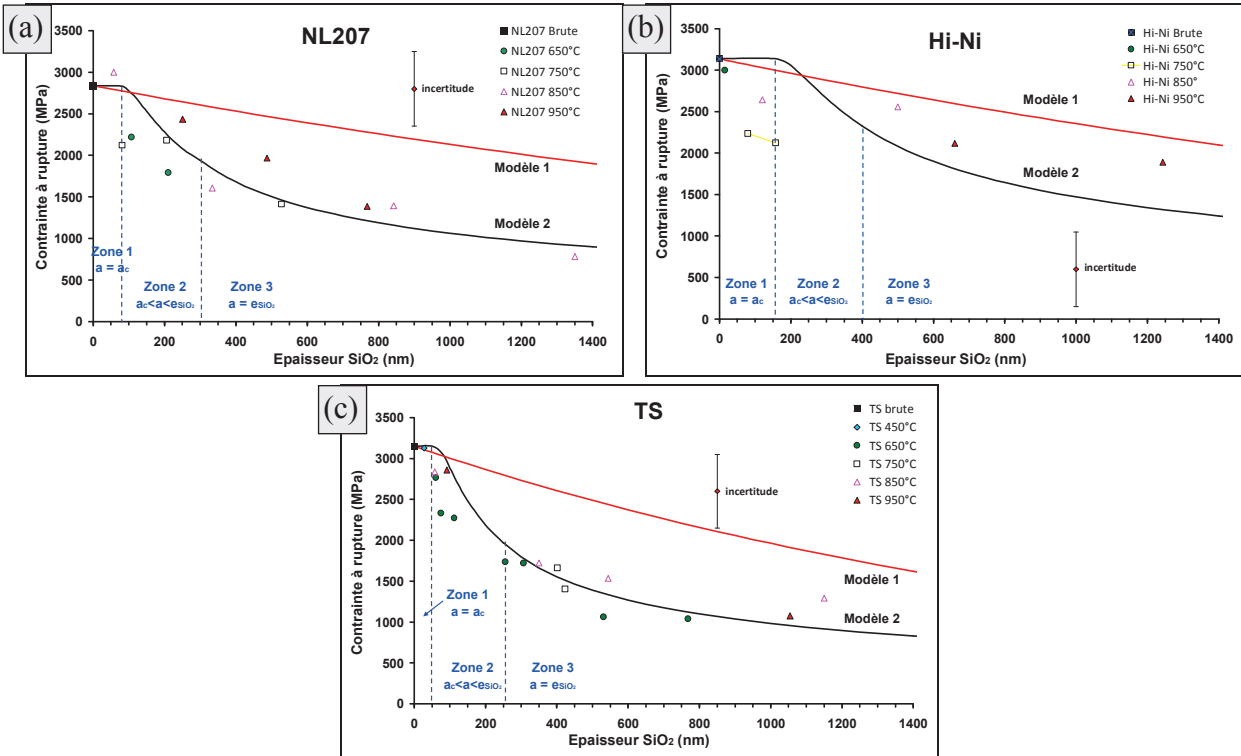 (a)
NL207
Contrainte à rupture (MPa)
3500
3000
2500
2000
1500
1000
500
0
NL207 Brute
NL207 650°C
NL207 750°C
NL207 850°C
NL207 950°C
incertitude
Modèle 1
Modèle 2
Zone 1
a = ac
Zone 2
ac<a<eSiO₂
Zone 3
a = eSiO₂
0 200 400 600 800 1000 1200 1400
Epaisseur SiO₂ (nm)
(b)
Hi-Ni
Contrainte à rupture (MPa)
3500
3000
2500
2000
1500
1000
500
0
Hi-Ni Brute
Hi-Ni 650°C
Hi-Ni 750°C
Hi-Ni 850°
Hi-Ni 950°C
Modèle 1
Modèle 2
incertitude
Zone 1
a = ac
Zone 2
ac<a<eSiO₂
Zone 3
a = eSiO₂
0 200 400 600 800 1000 1200 1400
Epaisseur SiO₂ (nm)
(c)
TS
Contrainte à rupture (MPa)
3500
3000
2500
2000
1500
1000
500
0
TS brute
TS 450°C
TS 650°C
TS 750°C
TS 850°C
TS 950°C
incertitude
Modèle 1
Modèle 2
Zone 1
a = ac
Zone 2
ac<a<eSiO₂
Zone 3
a = eSiO₂
0 200 400 600 800 1000 1200 1400
Epaisseur SiO₂ (nm)